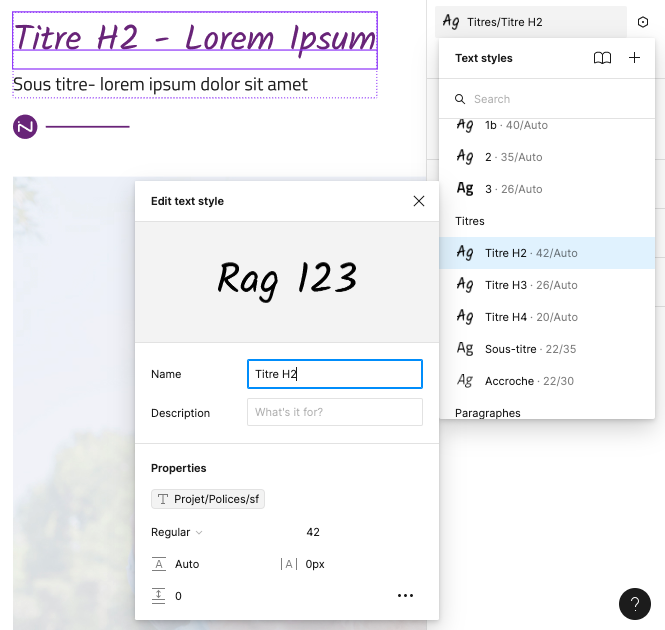 Titre H2 - Lorem Ipsum
Sous titre- lorem ipsum dolor sit amet
Ag Titres/Titre H2
Text styles
Search
Ag 1b · 40/Auto
Ag 2 · 35/Auto
Ag 3 · 26/Auto
Titres
Ag Titre H2 · 42/Auto
Ag Titre H3 · 26/Auto
Ag Titre H4 · 20/Auto
Ag Sous-titre · 22/35
Ag Accroche · 22/30
Paragraphes
Edit text style
Rag 123
Name
Titre H2
Description
What's it for?
Properties
Projet/Polices/sf
Regular
42
A Auto
|A| 0px
0
?